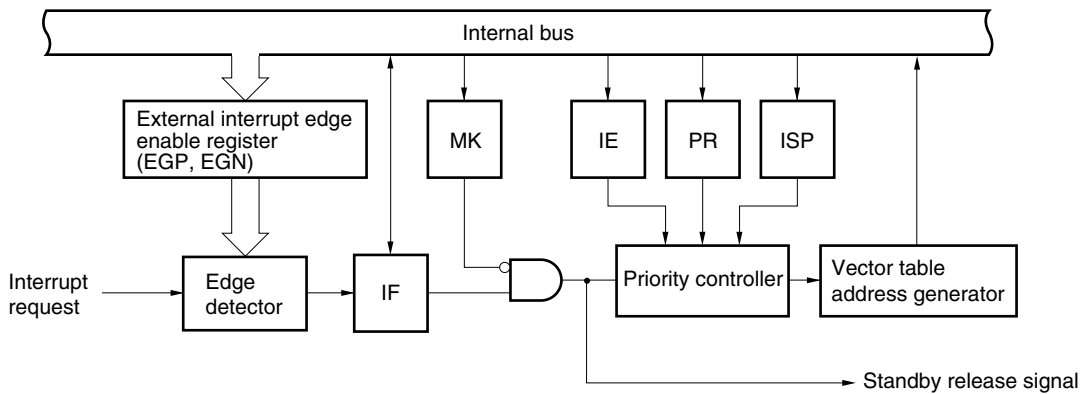 Internal bus
External interrupt edge
enable register
(EGP, EGN)
MK
IE
PR
ISP
Interrupt
request
Edge
detector
IF
Priority controller
Vector table
address generator
Standby release signal